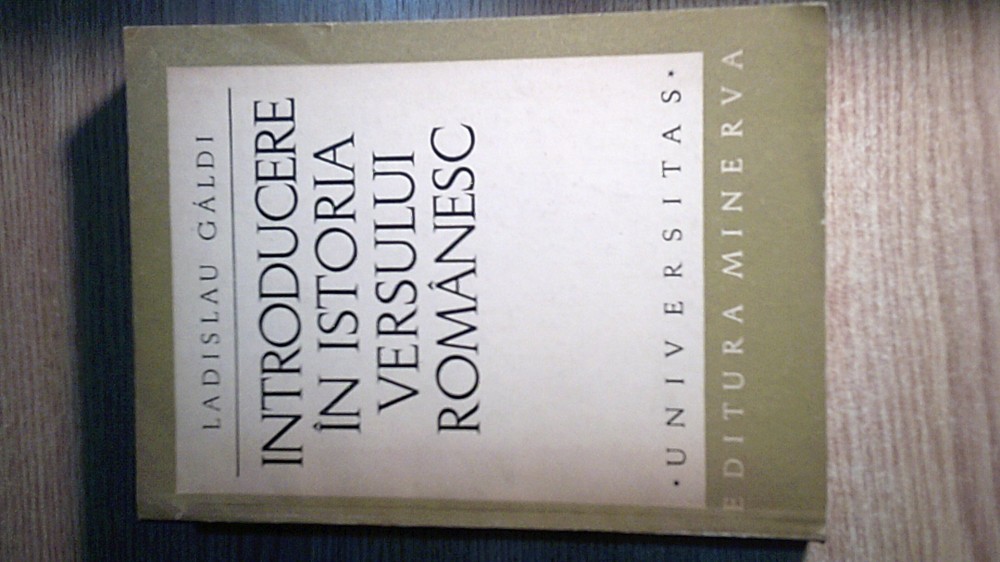 LADISLAU GÁLDI
INTRODUCERE
ÎN ISTORIA
VERSULUI
ROMÂNESC
· UNIVERSITAS ·
EDITURA MINERVA